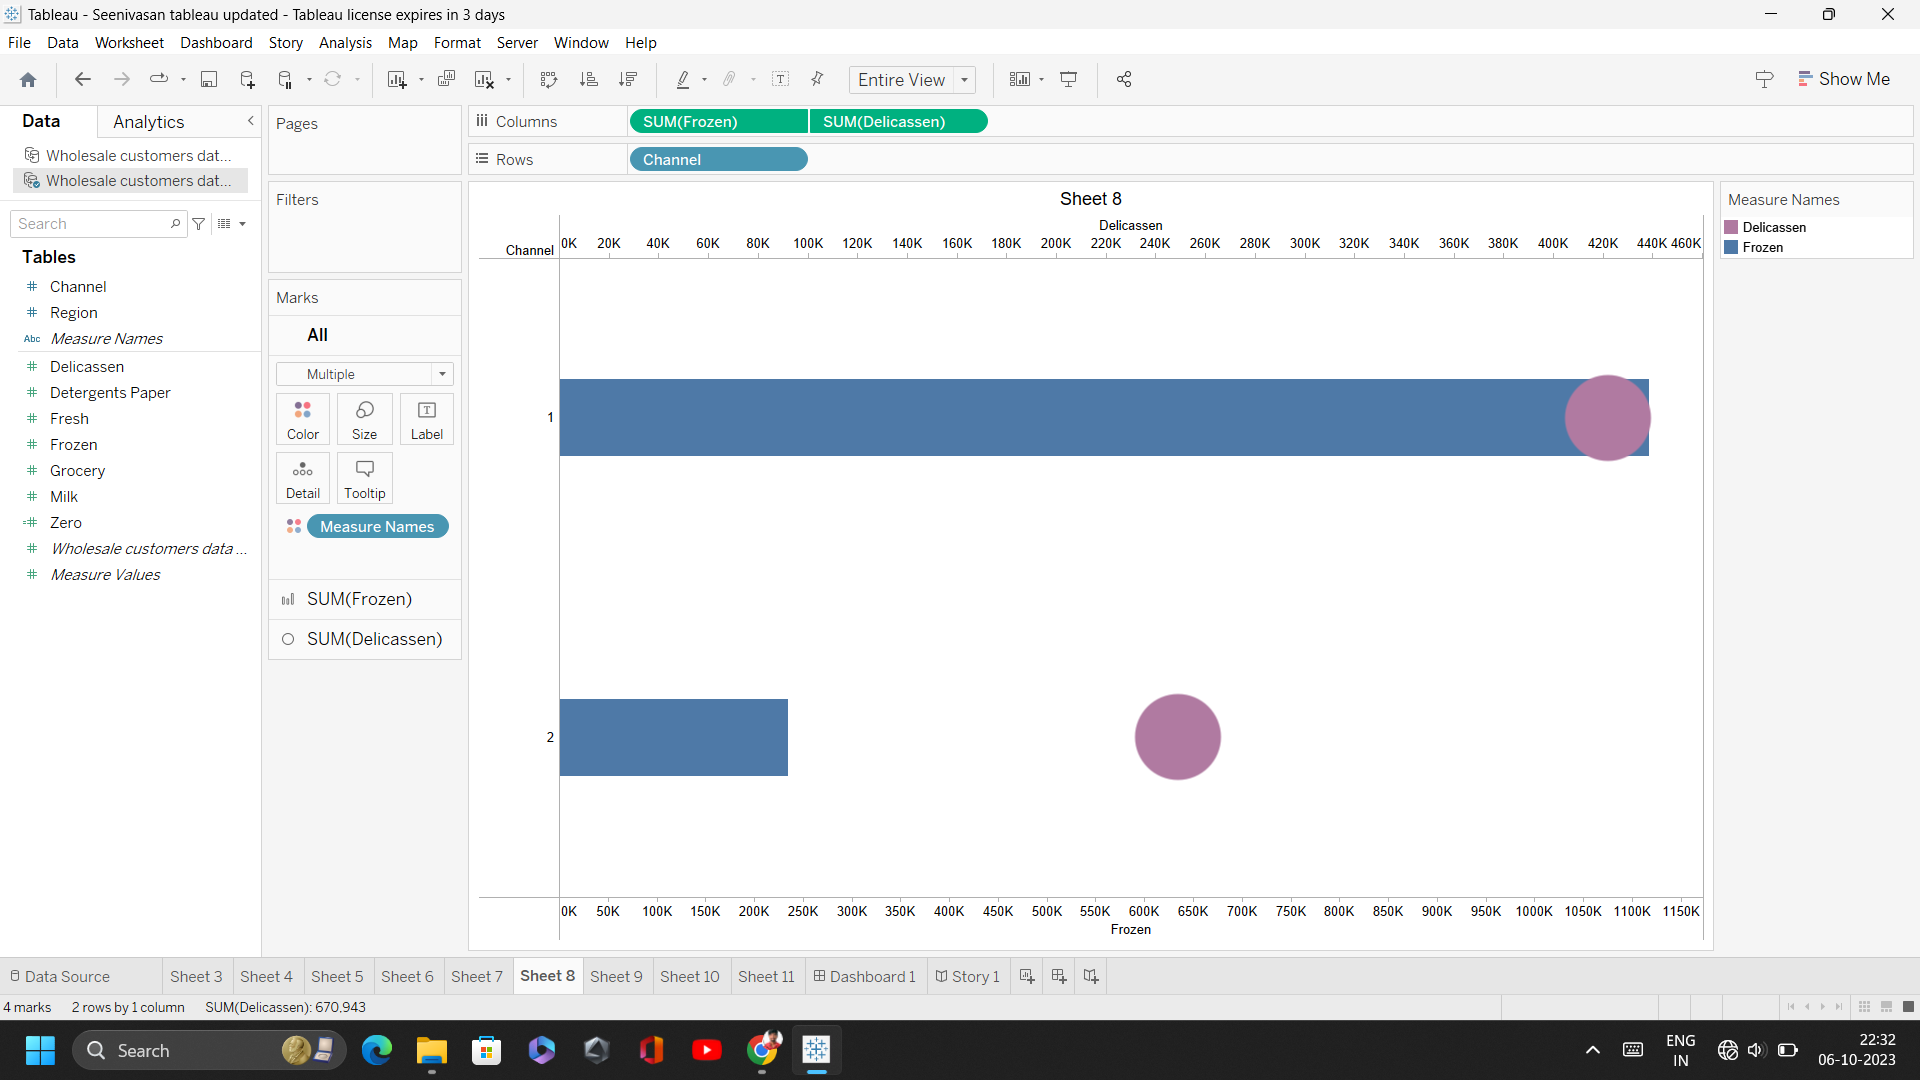 Tableau - Seenivasan tableau updated - Tableau license expires in 3 days
File Data Worksheet Dashboard Story Analysis Map Format Server Window Help
Entire View
Show Me
Data Analytics
Wholesale customers dat...
Wholesale customers dat...
Search
Tables
# Channel
# Region
Abc Measure Names
# Delicassen
# Detergents Paper
# Fresh
# Frozen
# Grocery
# Milk
=# Zero
# Wholesale customers data ...
# Measure Values
Pages
Filters
Marks
All
Multiple
Color Size Label
Detail Tooltip
Measure Names
SUM(Frozen)
SUM(Delicassen)
Columns SUM(Frozen) SUM(Delicassen)
Rows Channel
Sheet 8
Delicassen
Channel 0K 20K 40K 60K 80K 100K 120K 140K 160K 180K 200K 220K 240K 260K 280K 300K 320K 340K 360K 380K 400K 420K 440K 460K
1
2
0K 50K 100K 150K 200K 250K 300K 350K 400K 450K 500K 550K 600K 650K 700K 750K 800K 850K 900K 950K 1000K 1050K 1100K 1150K
Frozen
Measure Names
Delicassen
Frozen
Data Source Sheet 3 Sheet 4 Sheet 5 Sheet 6 Sheet 7 Sheet 8 Sheet 9 Sheet 10 Sheet 11 Dashboard 1 Story 1
4 marks 2 rows by 1 column SUM(Delicassen): 670,943
Search
ENG
IN
22:32
06-10-2023